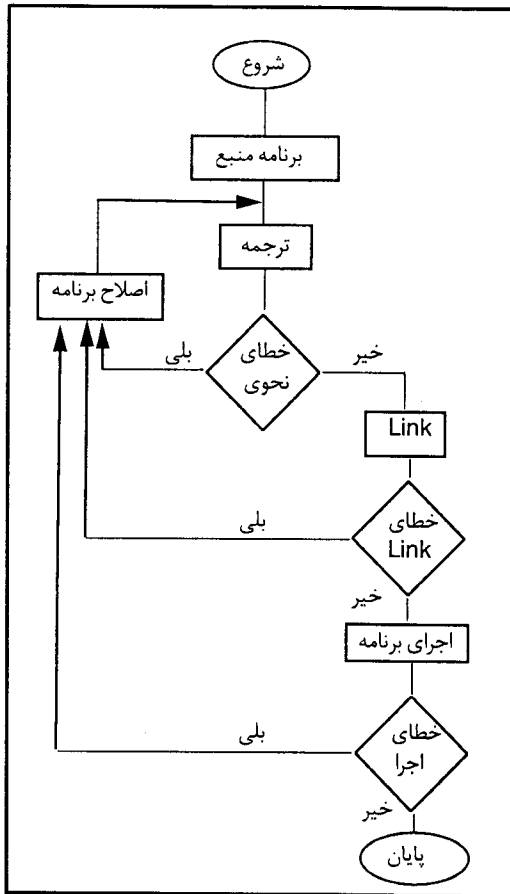 شروع
برنامه منبع
ترجمه
اصلاح برنامه
خطای
نحوی
بلی
خیر
Link
خطای
Link
بلی
خیر
اجرای برنامه
خطای
اجرا
بلی
خیر
پایان